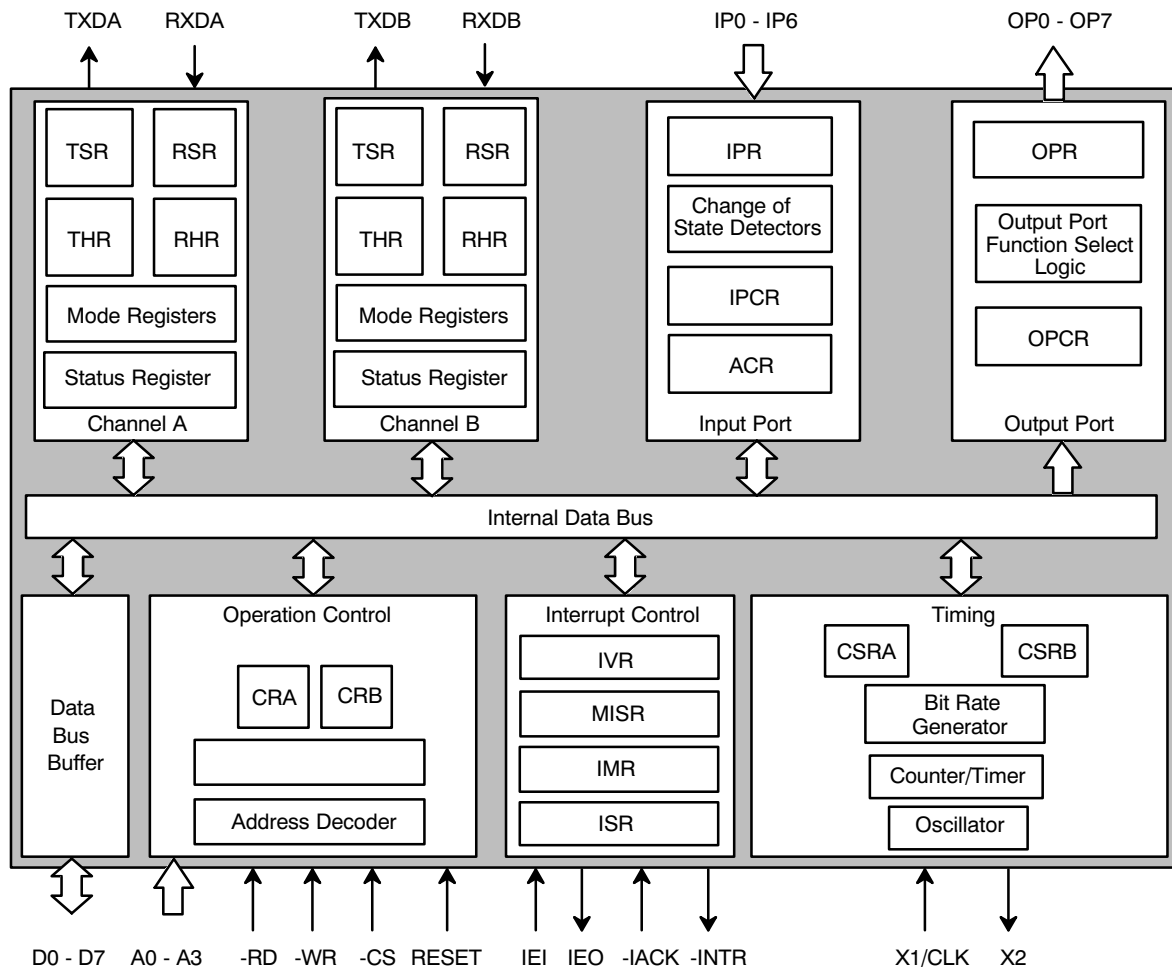 TXDA RXDA TXDB RXDB IP0 - IP6 OP0 - OP7
TSR RSR
THR RHR
Mode Registers
Status Register
Channel A
TSR RSR
THR RHR
Mode Registers
Status Register
Channel B
IPR
Change of
State Detectors
IPCR
ACR
Input Port
OPR
Output Port
Function Select
Logic
OPCR
Output Port
Internal Data Bus
Data
Bus
Buffer
Operation Control
CRA CRB
Address Decoder
Interrupt Control
IVR
MISR
IMR
ISR
Timing
CSRA CSRB
Bit Rate
Generator
Counter/Timer
Oscillator
D0 - D7 A0 - A3 -RD -WR -CS RESET IEI IEO -IACK -INTR X1/CLK X2